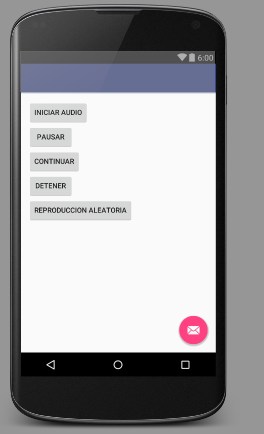 6:00
INICIAR AUDIO
PAUSAR
CONTINUAR
DETENER
REPRODUCCION ALEATORIA